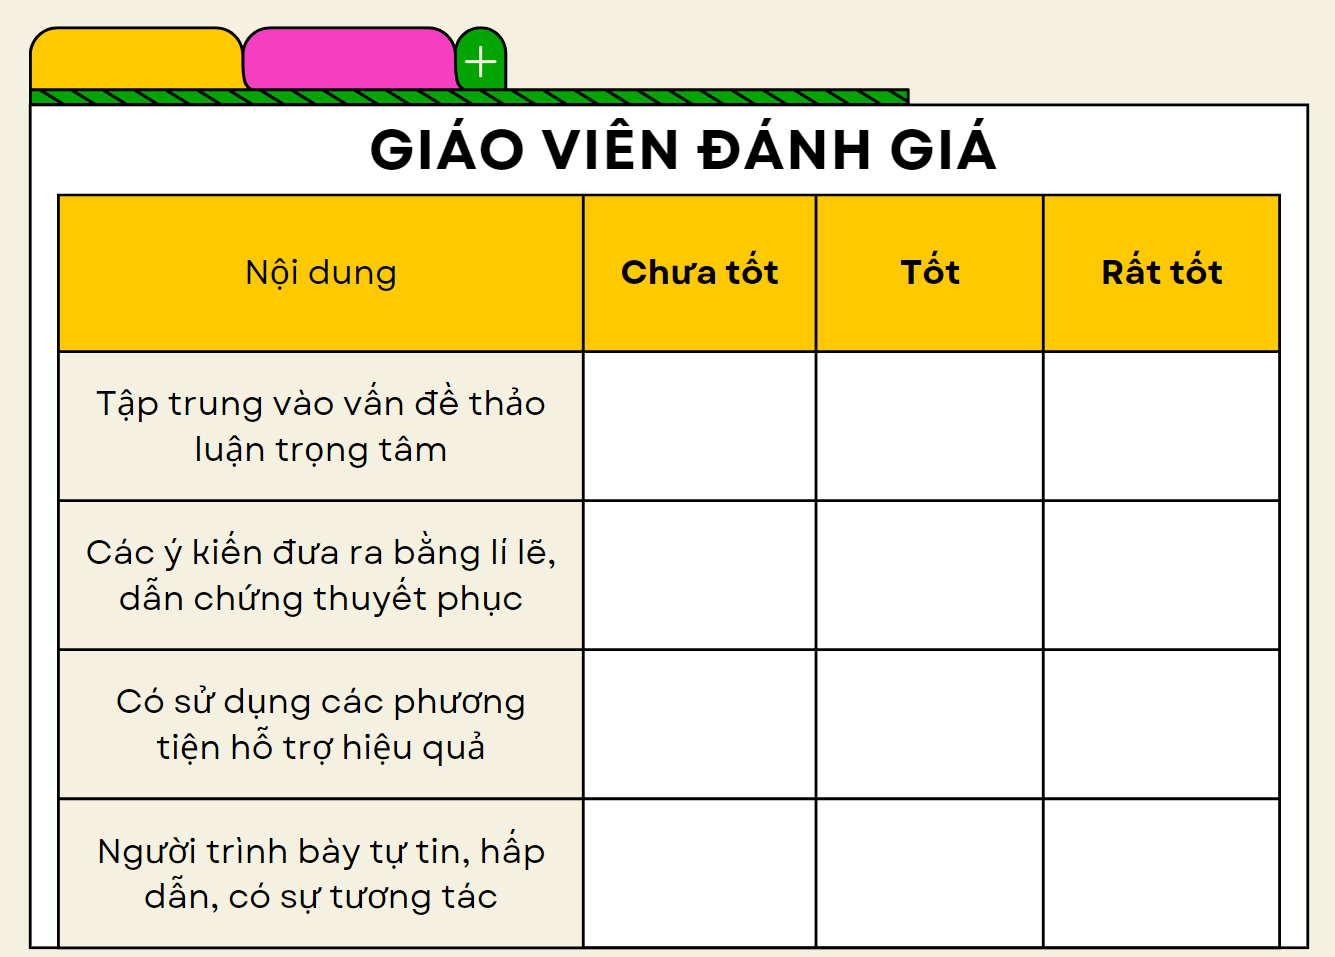 GIÁO VIÊN ĐÁNH GIÁ
Nội dung
Chưa tốt
Tốt
Rất tốt
Tập trung vào vấn đề thảo
luận trọng tâm
Các ý kiến đưa ra bằng lí lẽ,
dẫn chứng thuyết phục
Có sử dụng các phương
tiện hỗ trợ hiệu quả
Người trình bày tự tin, hấp
dẫn, có sự tương tác